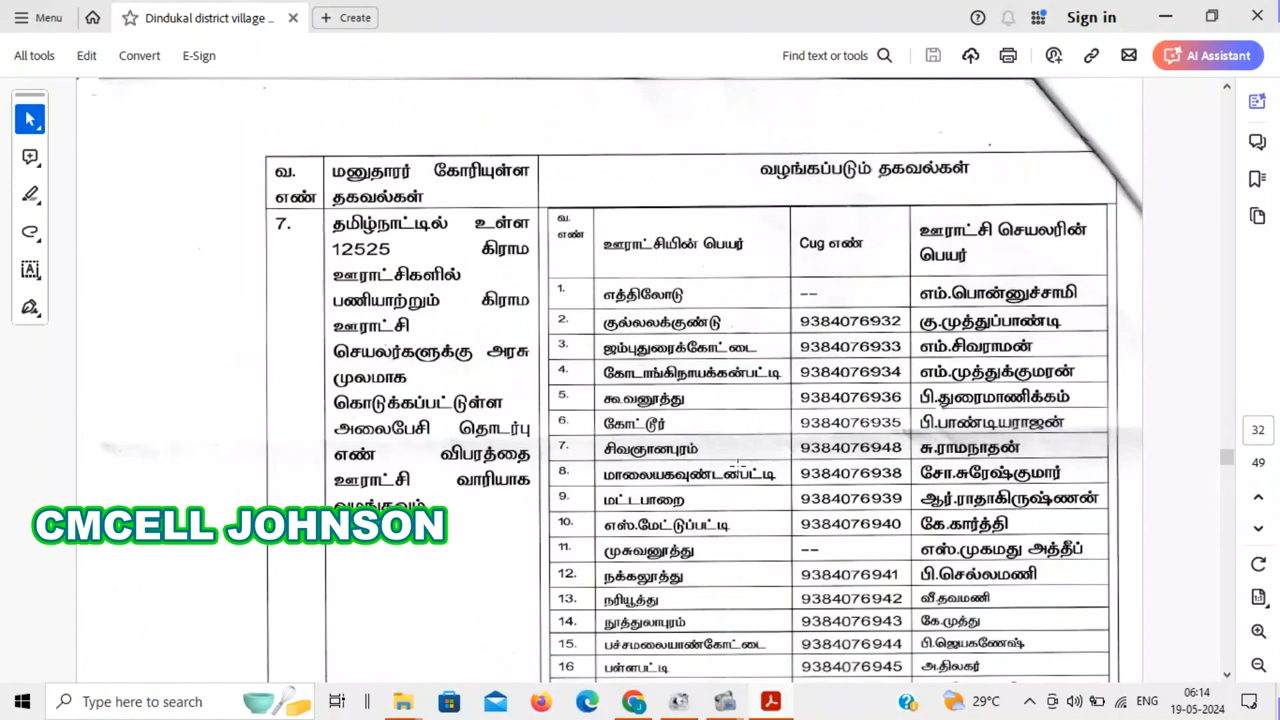 Menu
Dindukal district village ...
Create
Sign in
All tools
Edit
Convert
E-Sign
Find text or tools
AI Assistant
வ. எண்
மனுதாரர் கோரியுள்ள தகவல்கள்
வழங்கப்படும் தகவல்கள்
7.
தமிழ்நாட்டில் உள்ள
12525 கிராம
ஊராட்சிகளில்
பணியாற்றும் கிராம
ஊராட்சி
செயலர்களுக்கு அரசு
மூலமாக
கொடுக்கப்பட்டுள்ள
அலைபேசி தொடர்பு
எண் விபரத்தை
ஊராட்சி வாரியாக
வழங்கவும்
வ. எண் ஊராட்சியின் பெயர் Cug எண் ஊராட்சி செயலரின் பெயர்
1. எத்திலோடு -- எம்.பொன்னுச்சாமி
2. குல்லலக்குண்டு 9384076932 கு.முத்துப்பாண்டி
3. ஜம்புதுரைக்கோட்டை 9384076933 எம்.சிவராமன்
4. கோடாங்கிநாயக்கன்பட்டி 9384076934 எம்.முத்துக்குமரன்
5. கூவனூத்து 9384076936 பி.துரைமாணிக்கம்
6. கோட்டூர் 9384076935 பி.பாண்டியராஜன்
7. சிவஞானபுரம் 9384076948 சு.ராமநாதன்
8. மாலையகவுண்டன்பட்டி 9384076938 சோ.சுரேஷ்குமார்
9. மட்டபாறை 9384076939 ஆர்.ராதாகிருஷ்ணன்
10. எஸ்.மேட்டுப்பட்டி 9384076940 கே.கார்த்தி
11. முசுவனூத்து -- எஸ்.முகமது அத்தீப்
12. நக்கலூத்து 9384076941 பி.செல்லமணி
13. நரியூத்து 9384076942 வீ.தவமணி
14. நூத்துலாபுரம் 9384076943 கே.முத்து
15. பச்சமலையான்கோட்டை 9384076944 பி.ஜெயகணேஷ்
16 பள்ளபட்டி 9384076945 அ.திலகர்
CMCELL JOHNSON
32
49
Type here to search
29°C
ENG
06:14
19-05-2024